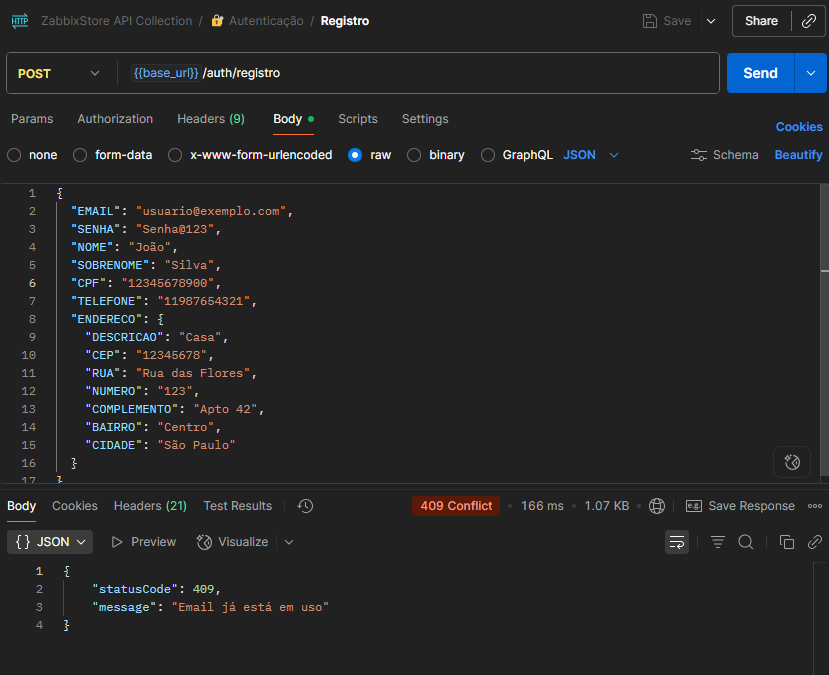 HTTP ZabbixStore API Collection / 🔐 Autenticação / Registro Save Share
POST {{base_url}} /auth/registro Send
Params Authorization Headers (9) Body Scripts Settings Cookies
none form-data x-www-form-urlencoded raw binary GraphQL JSON Schema Beautify
1 {
2 "EMAIL": "usuario@exemplo.com",
3 "SENHA": "Senha@123",
4 "NOME": "João",
5 "SOBRENOME": "Silva",
6 "CPF": "12345678900",
7 "TELEFONE": "11987654321",
8 "ENDERECO": {
9 "DESCRICAO": "Casa",
10 "CEP": "12345678",
11 "RUA": "Rua das Flores",
12 "NUMERO": "123",
13 "COMPLEMENTO": "Apto 42",
14 "BAIRRO": "Centro",
15 "CIDADE": "São Paulo"
16 }
17 }
Body Cookies Headers (21) Test Results 409 Conflict • 166 ms • 1.07 KB • e.g. Save Response
{} JSON Preview Visualize
1 {
2 "statusCode": 409,
3 "message": "Email já está em uso"
4 }